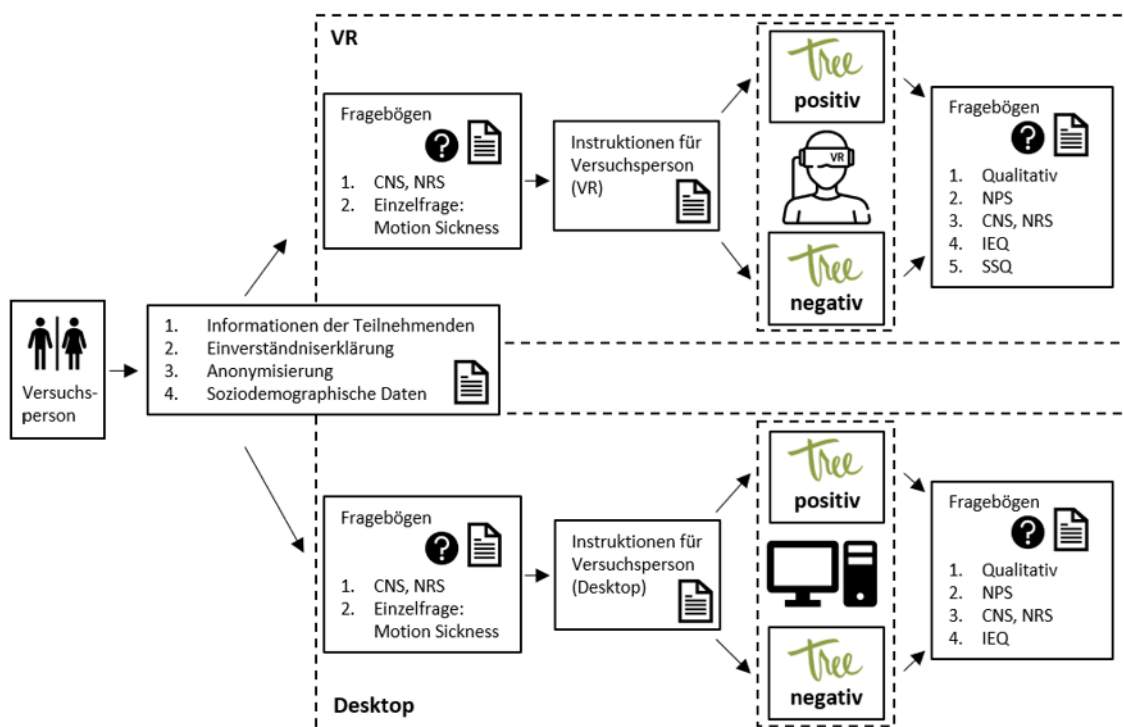 VR
Fragebögen
1. CNS, NRS
2. Einzelfrage:
Motion Sickness
Instruktionen für
Versuchsperson
(VR)
Tree
positiv
VR
Tree
negativ
Fragebögen
1. Qualitativ
2. NPS
3. CNS, NRS
4. IEQ
5. SSQ
Versuchs-
person
1. Informationen der Teilnehmenden
2. Einverständniserklärung
3. Anonymisierung
4. Soziodemographische Daten
Fragebögen
1. CNS, NRS
2. Einzelfrage:
Motion Sickness
Instruktionen für
Versuchsperson
(Desktop)
Tree
positiv
Tree
negativ
Fragebögen
1. Qualitativ
2. NPS
3. CNS, NRS
4. IEQ
Desktop